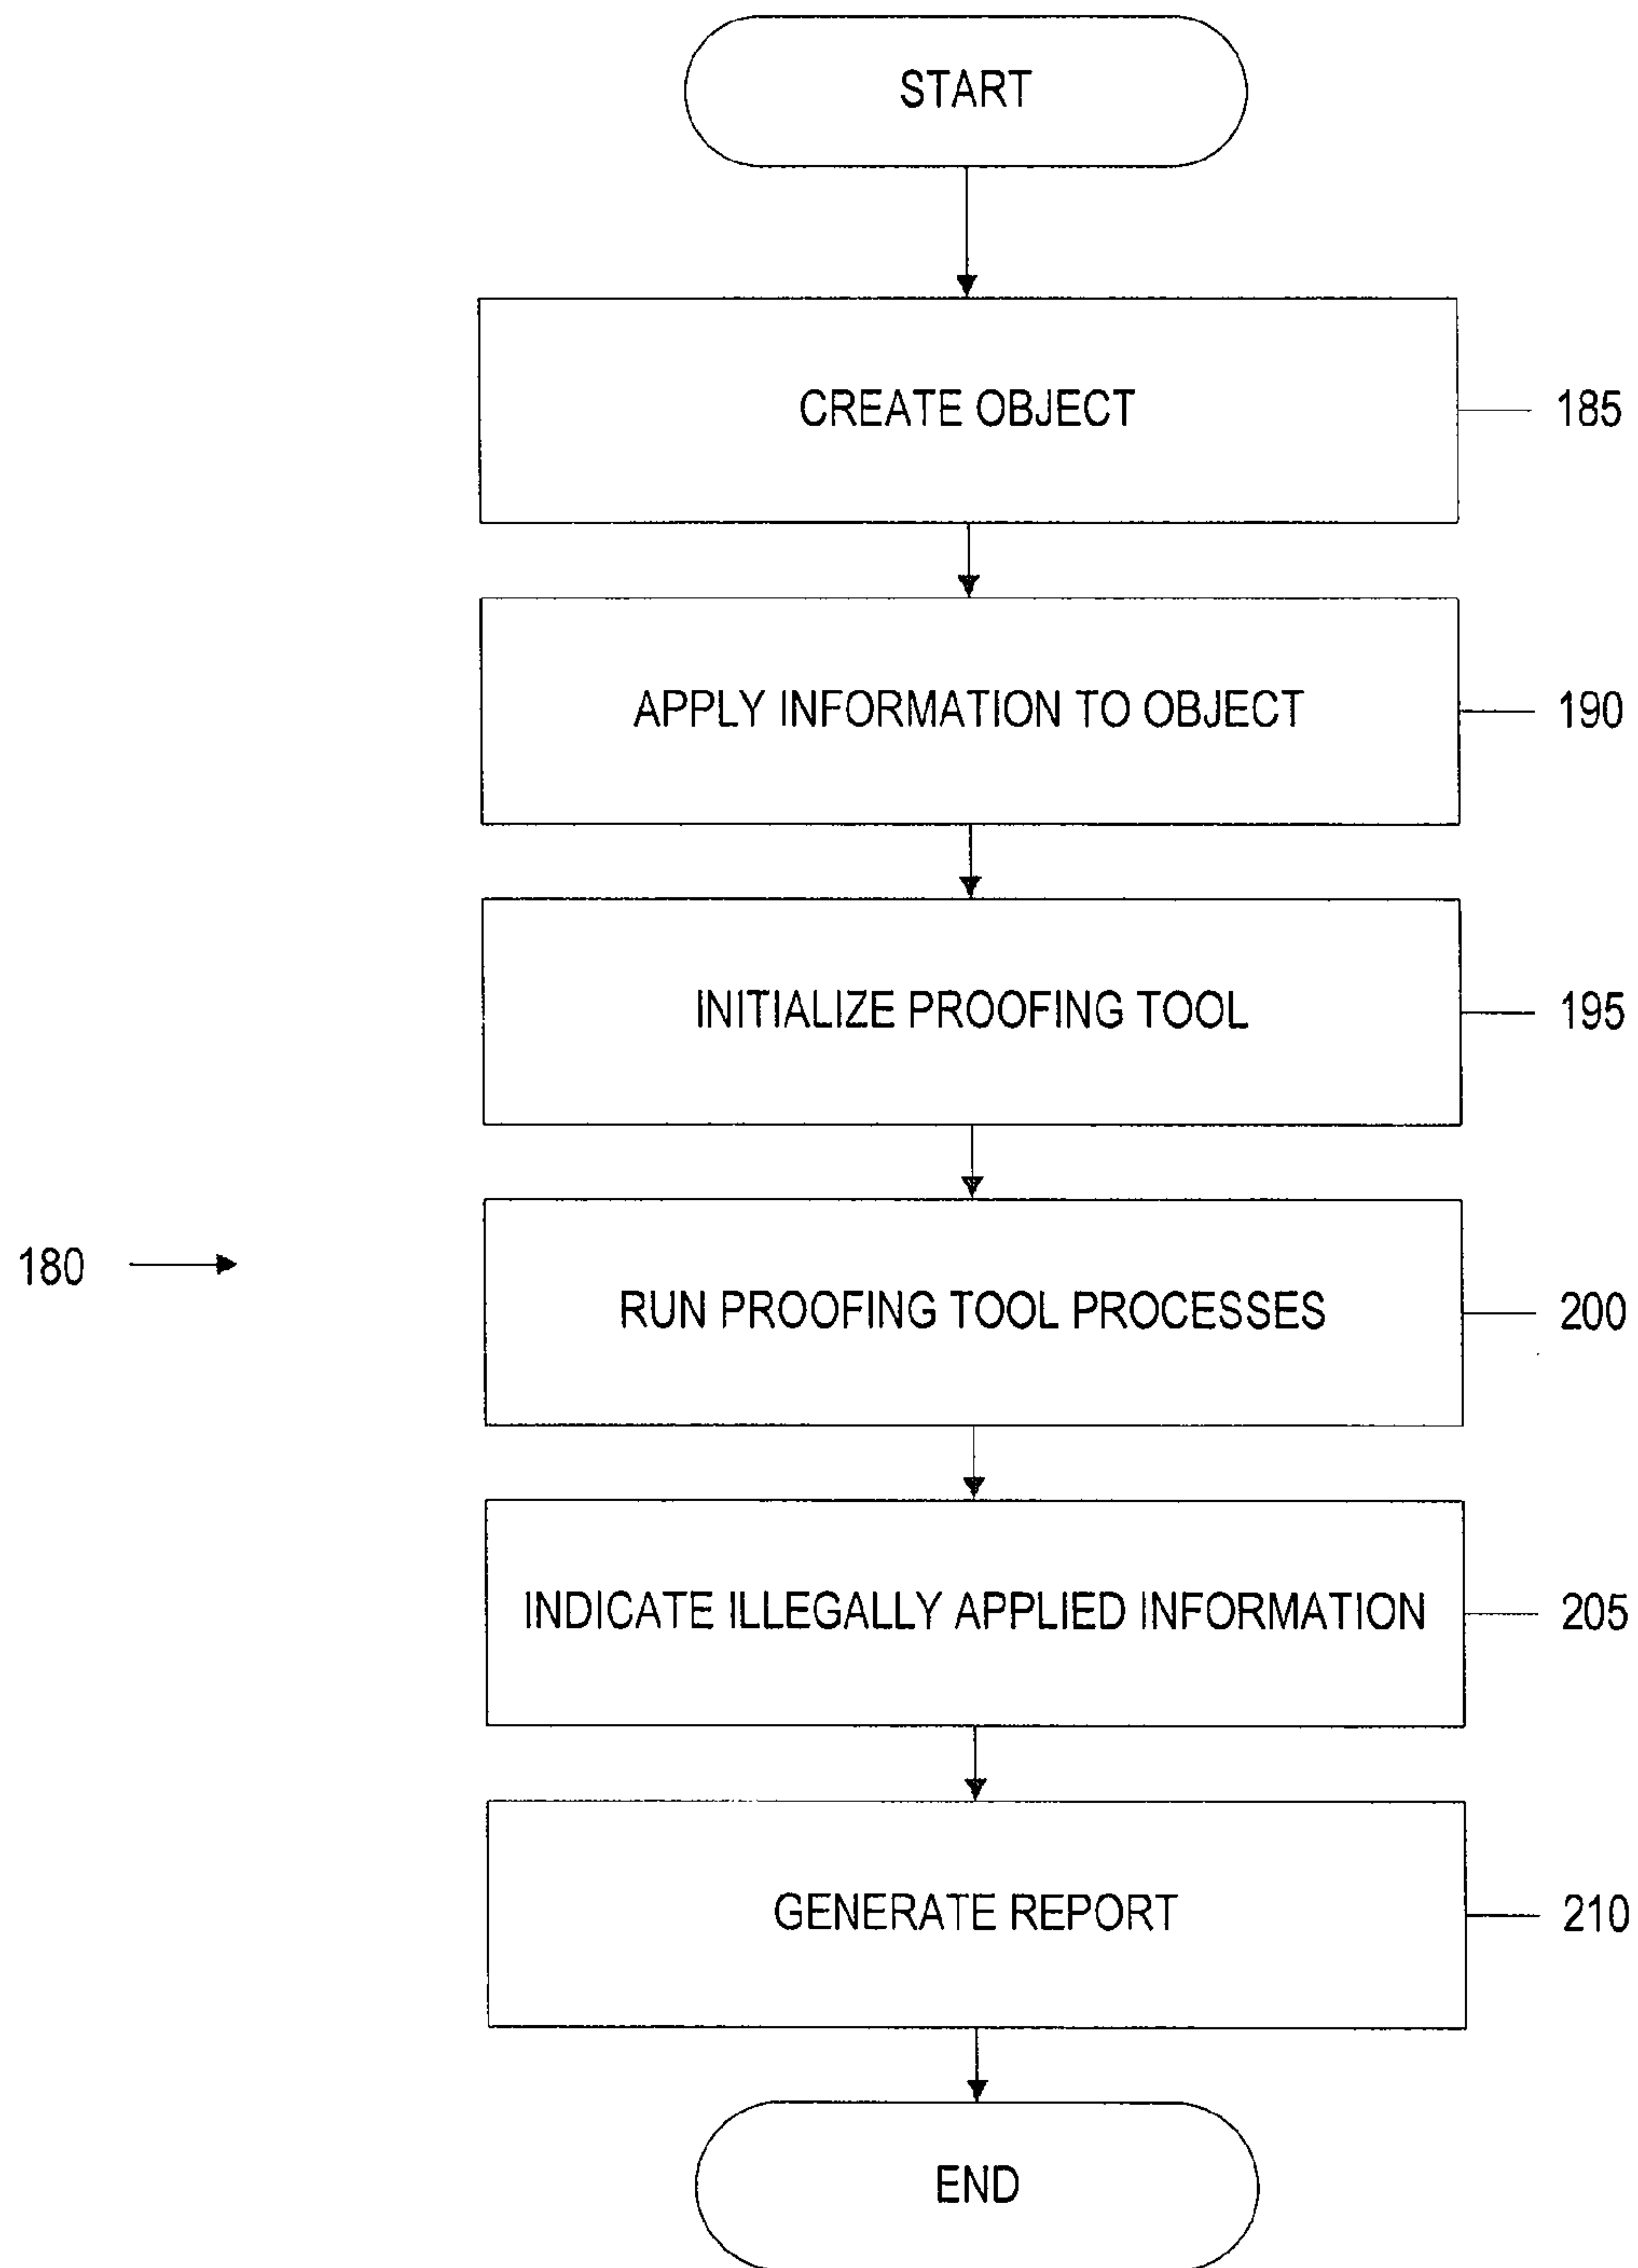 START
CREATE OBJECT
185
APPLY INFORMATION TO OBJECT
190
INITIALIZE PROOFING TOOL
195
180
RUN PROOFING TOOL PROCESSES
200
INDICATE ILLEGALLY APPLIED INFORMATION
205
GENERATE REPORT
210
END